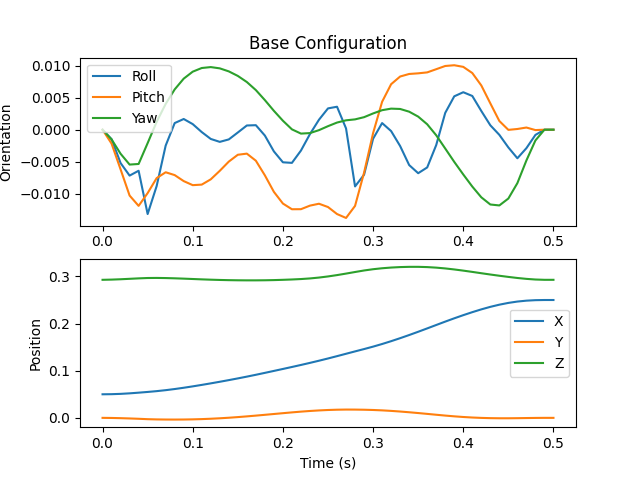 Base Configuration
Orientation
0.010
0.005
0.000
−0.005
−0.010
Roll
Pitch
Yaw
0.0 0.1 0.2 0.3 0.4 0.5
Position
0.3
0.2
0.1
0.0
X
Y
Z
0.0 0.1 0.2 0.3 0.4 0.5
Time (s)